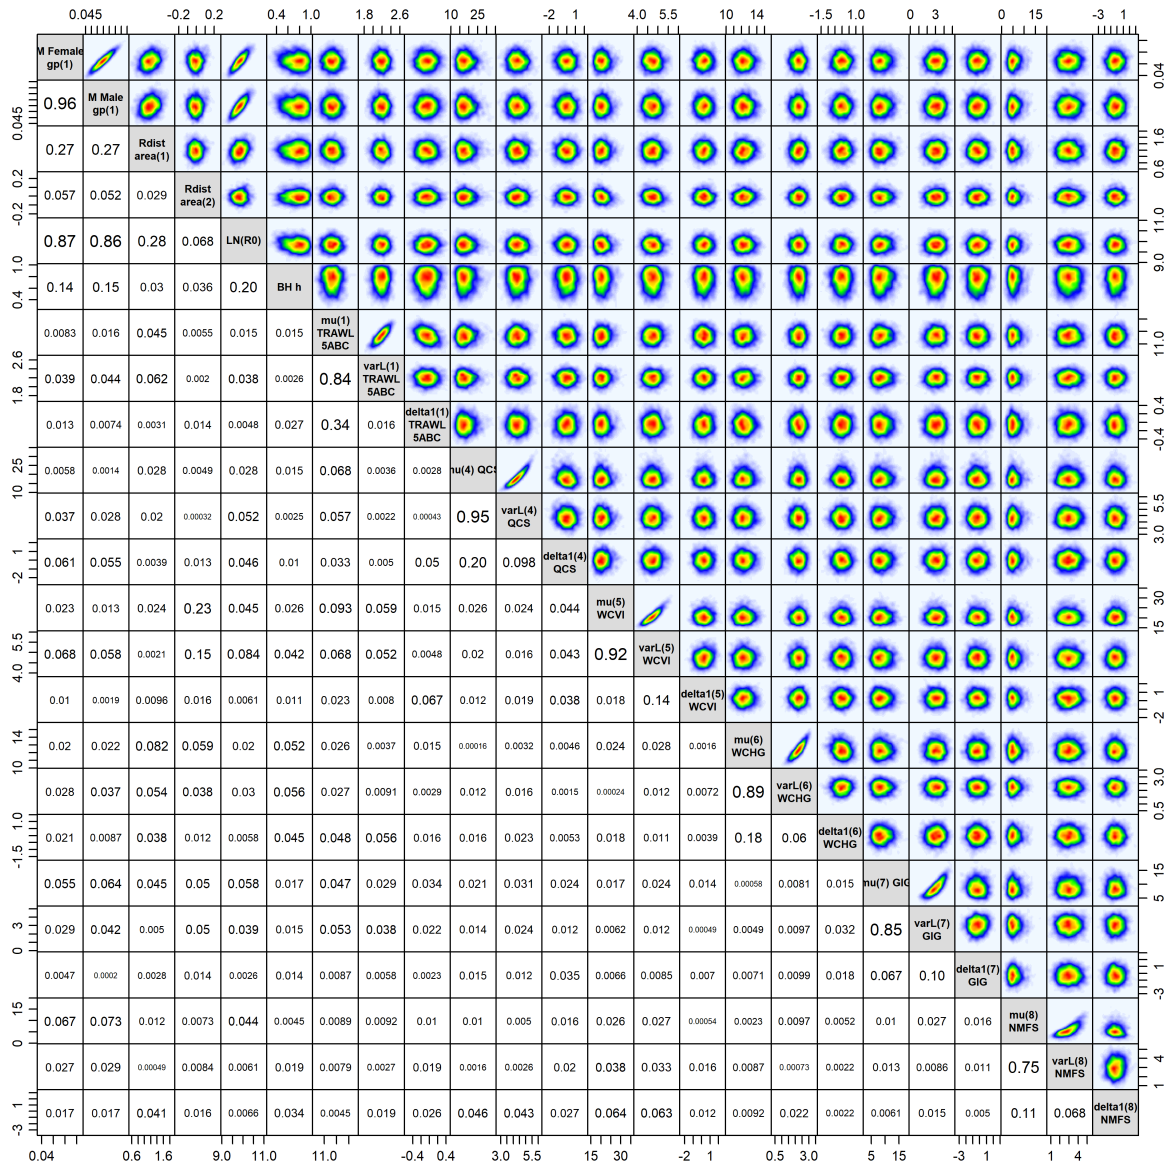 0.045 -0.2 0.2 0.4 1.0 1.8 2.6 10 25 -2 1 4.0 5.5 10 14 -1.5 1.0 0 3 0 15 -3 1
M Female
gp(1)
0.04
0.045 0.96 M Male
gp(1)
0.27 0.27 Rdist
area(1)
0.6 1.6
-0.2 0.2 0.057 0.052 0.029 Rdist
area(2)
0.87 0.86 0.28 0.068 LN(R0) 9.0 11.0
0.4 1.0 0.14 0.15 0.03 0.036 0.20 BH h
0.0083 0.016 0.045 0.0055 0.015 0.015 mu(1)
TRAWL
5ABC
11.0
1.8 2.6 0.039 0.044 0.062 0.002 0.038 0.0026 0.84 varL(1)
TRAWL
5ABC
0.013 0.0074 0.0031 0.014 0.0048 0.027 0.34 0.016 delta1(1)
TRAWL
5ABC
-0.4 0.4
10 25 0.0058 0.0014 0.028 0.0049 0.028 0.015 0.068 0.0036 0.0028 mu(4) QCS
0.037 0.028 0.02 0.00032 0.052 0.0025 0.057 0.0022 0.00043 0.95 varL(4)
QCS
3.0 5.5
-2 1 0.061 0.055 0.0039 0.013 0.046 0.01 0.033 0.005 0.05 0.20 0.098 delta1(4)
QCS
0.023 0.013 0.024 0.23 0.045 0.026 0.093 0.059 0.015 0.026 0.024 0.044 mu(5)
WCVI
15 30
4.0 5.5 0.068 0.058 0.0021 0.15 0.084 0.042 0.068 0.052 0.0048 0.02 0.016 0.043 0.92 varL(5)
WCVI
0.01 0.0019 0.0096 0.016 0.0061 0.011 0.023 0.008 0.067 0.012 0.019 0.038 0.018 0.14 delta1(5)
WCVI
-2 1
10 14 0.02 0.022 0.082 0.059 0.02 0.052 0.026 0.0037 0.015 0.00016 0.0032 0.0046 0.024 0.028 0.0016 mu(6)
WCHG
0.028 0.037 0.054 0.038 0.03 0.056 0.027 0.0091 0.0029 0.012 0.016 0.0015 0.00024 0.012 0.0072 0.89 varL(6)
WCHG
0.5 3.0
-1.5 1.0 0.021 0.0087 0.038 0.012 0.0058 0.045 0.048 0.056 0.016 0.016 0.023 0.0053 0.018 0.011 0.0039 0.18 0.06 delta1(6)
WCHG
0.055 0.064 0.045 0.05 0.058 0.017 0.047 0.029 0.034 0.021 0.031 0.024 0.017 0.024 0.014 0.00058 0.0081 0.015 mu(7) GIG
5 15
0 3 0.029 0.042 0.005 0.05 0.039 0.015 0.053 0.038 0.022 0.014 0.024 0.012 0.0062 0.012 0.00049 0.0049 0.0097 0.032 0.85 varL(7)
GIG
0.0047 0.0002 0.0028 0.014 0.0026 0.014 0.0087 0.0058 0.0023 0.015 0.012 0.035 0.0066 0.0085 0.007 0.0071 0.0099 0.018 0.067 0.10 delta1(7)
GIG
-3 1
0 15 0.067 0.073 0.012 0.0073 0.044 0.0045 0.0089 0.0092 0.01 0.01 0.005 0.016 0.026 0.027 0.00054 0.0023 0.0097 0.0052 0.01 0.027 0.016 mu(8)
NMFS
0.027 0.029 0.00049 0.0084 0.0061 0.019 0.0079 0.0027 0.019 0.0016 0.0026 0.02 0.038 0.033 0.016 0.0087 0.00073 0.0022 0.013 0.0086 0.011 0.75 varL(8)
NMFS
1 4
-3 1 0.017 0.017 0.041 0.016 0.0066 0.034 0.0045 0.019 0.026 0.046 0.043 0.027 0.064 0.063 0.012 0.0092 0.022 0.0022 0.0061 0.015 0.005 0.11 0.068 delta1(8)
NMFS
0.04 0.6 1.6 9.0 11.0 11.0 -0.4 0.4 3.0 5.5 15 30 -2 1 0.5 3.0 5 15 -3 1 1 4